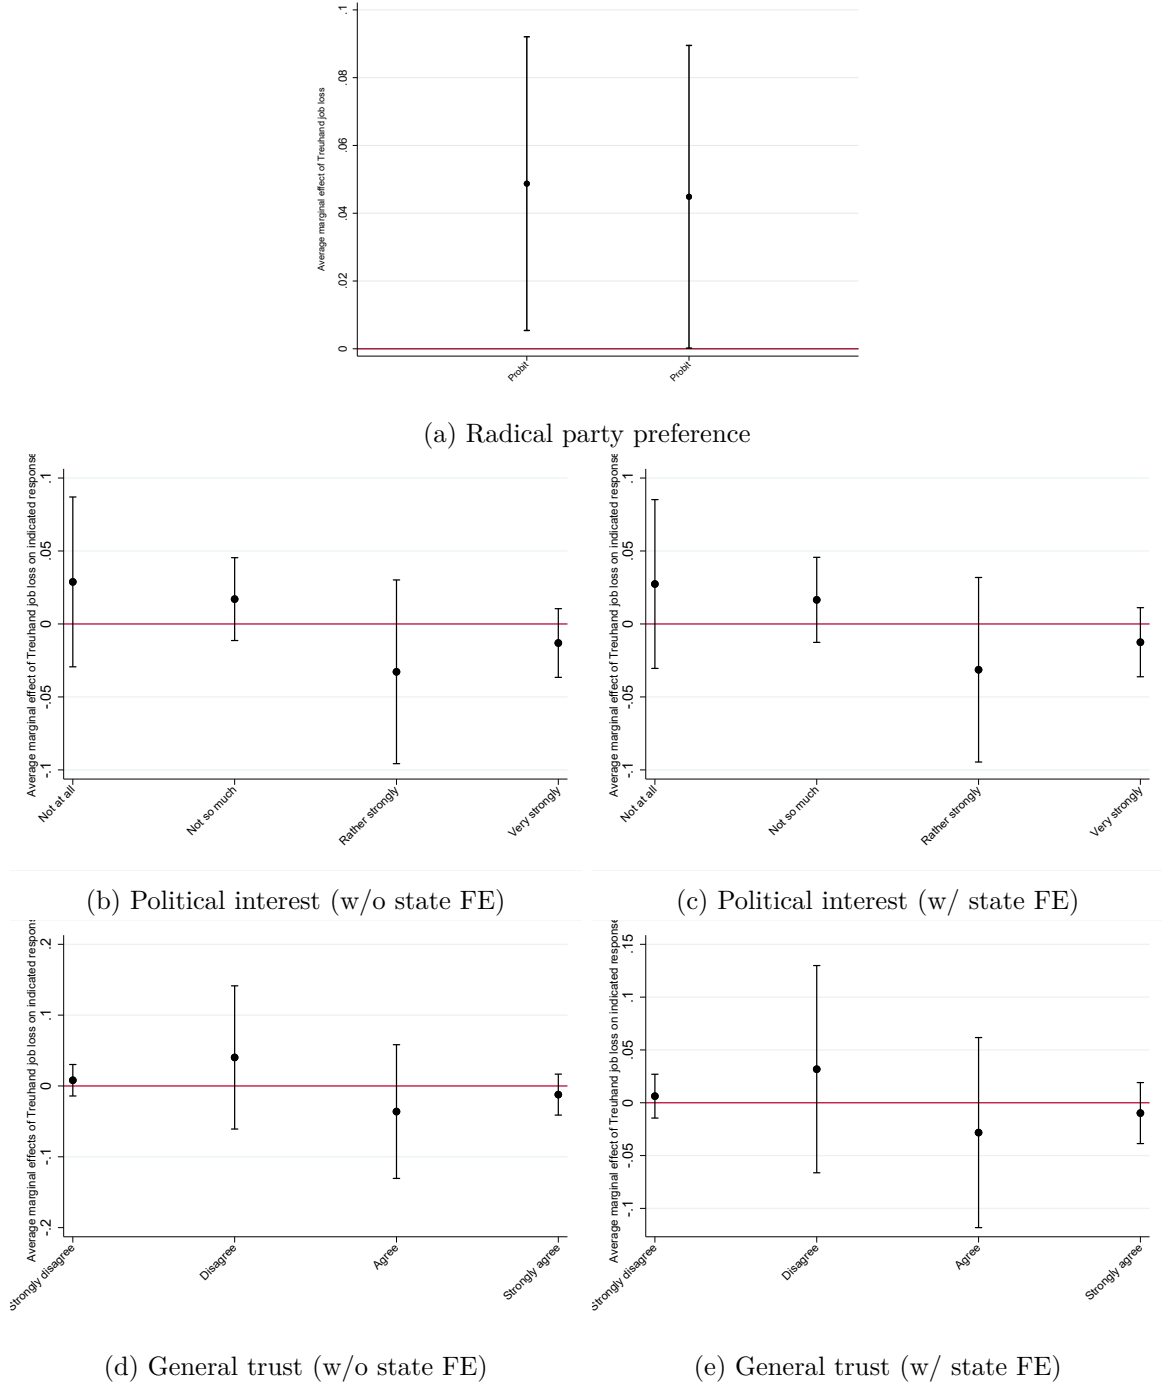 Average marginal effect of Treuhand job loss
.1
.08
.06
.04
.02
0
Probit
Probit
(a) Radical party preference
Average marginal effect of Treuhand job loss on indicated response
.1
.05
0
-.05
-.1
Not at all
Not so much
Rather strongly
Very strongly
(b) Political interest (w/o state FE)
Average marginal effect of Treuhand job loss on indicated response
.1
.05
0
-.05
-.1
Not at all
Not so much
Rather strongly
Very strongly
(c) Political interest (w/ state FE)
Average marginal effects of Treuhand job loss on indicated respons
.2
.1
0
-.1
-.2
Strongly disagree
Disagree
Agree
Strongly agree
(d) General trust (w/o state FE)
Average marginal effect of Treuhand job loss on indicated response
.15
.1
.05
0
-.05
-.1
Strongly disagree
Disagree
Agree
Strongly agree
(e) General trust (w/ state FE)